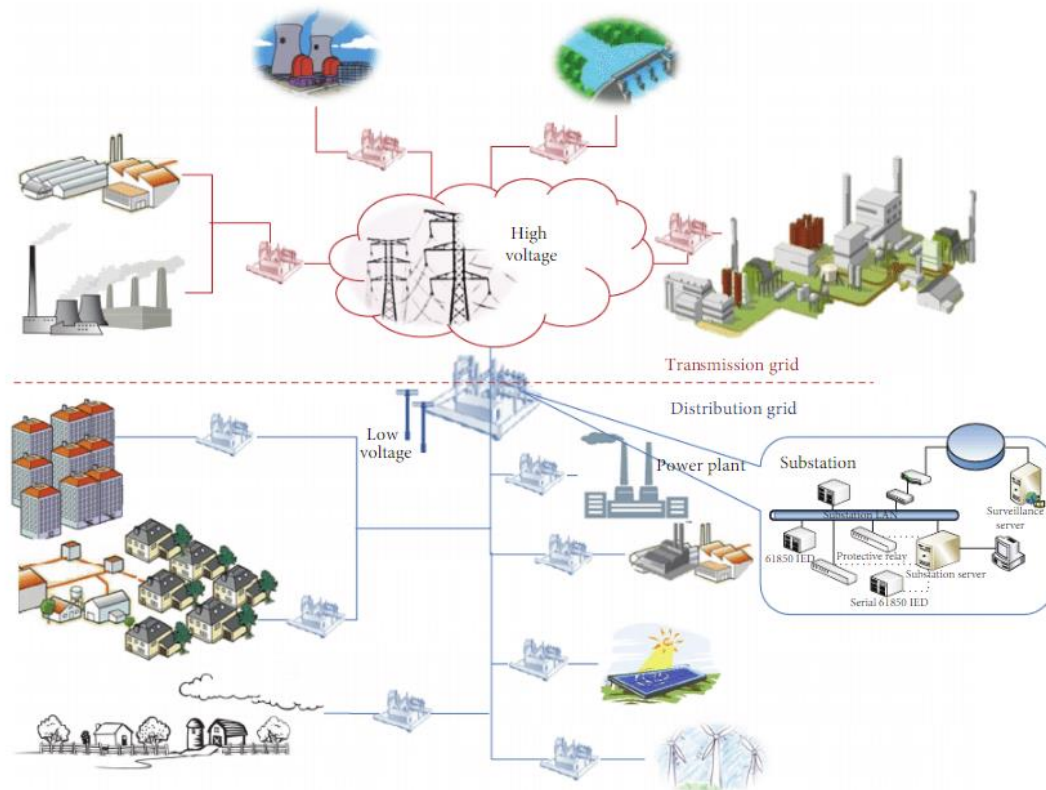 High
voltage
Transmission grid
Distribution grid
Low
voltage
Power plant
Substation
Surveillance
server
Substation LAN
61850 IED
Protective relay
Substation server
Serial 61850 IED